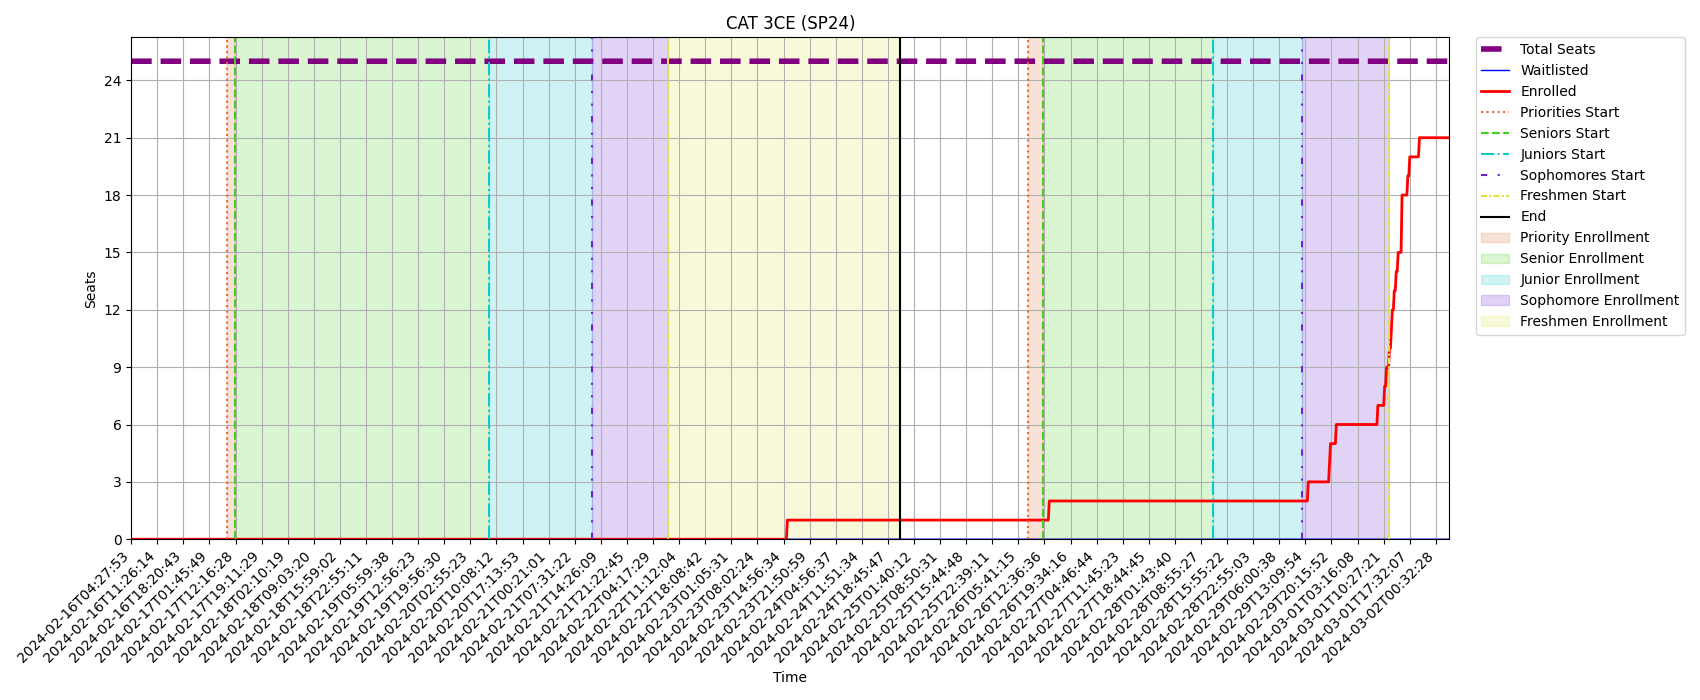 CAT 3CE (SP24)
Total Seats
Waitlisted
Enrolled
Priorities Start
Seniors Start
Juniors Start
Sophomores Start
Freshmen Start
End
Priority Enrollment
Senior Enrollment
Junior Enrollment
Sophomore Enrollment
Freshmen Enrollment
Seats
24
21
18
15
12
9
6
3
0
2024-02-16T04:27:53
2024-02-16T11:26:14
2024-02-16T18:20:43
2024-02-17T01:45:49
2024-02-17T12:16:28
2024-02-17T19:11:29
2024-02-18T02:10:19
2024-02-18T09:03:20
2024-02-18T15:59:02
2024-02-18T22:55:11
2024-02-19T05:59:38
2024-02-19T12:56:23
2024-02-19T19:56:30
2024-02-20T02:55:23
2024-02-20T10:08:12
2024-02-20T17:13:53
2024-02-21T00:21:01
2024-02-21T07:31:22
2024-02-21T14:26:09
2024-02-21T21:22:45
2024-02-22T04:17:29
2024-02-22T11:12:04
2024-02-22T18:08:42
2024-02-23T01:05:31
2024-02-23T08:02:24
2024-02-23T14:56:34
2024-02-23T21:50:59
2024-02-24T04:56:37
2024-02-24T11:51:34
2024-02-24T18:45:47
2024-02-25T01:40:12
2024-02-25T08:50:31
2024-02-25T15:44:48
2024-02-25T22:39:11
2024-02-26T05:41:15
2024-02-26T12:36:36
2024-02-26T19:34:16
2024-02-27T04:46:44
2024-02-27T11:45:23
2024-02-27T18:44:45
2024-02-28T01:43:40
2024-02-28T08:55:27
2024-02-28T15:55:22
2024-02-28T22:55:03
2024-02-29T06:00:38
2024-02-29T13:09:54
2024-02-29T20:15:52
2024-03-01T03:16:08
2024-03-01T10:27:21
2024-03-01T17:32:07
2024-03-02T00:32:28
Time